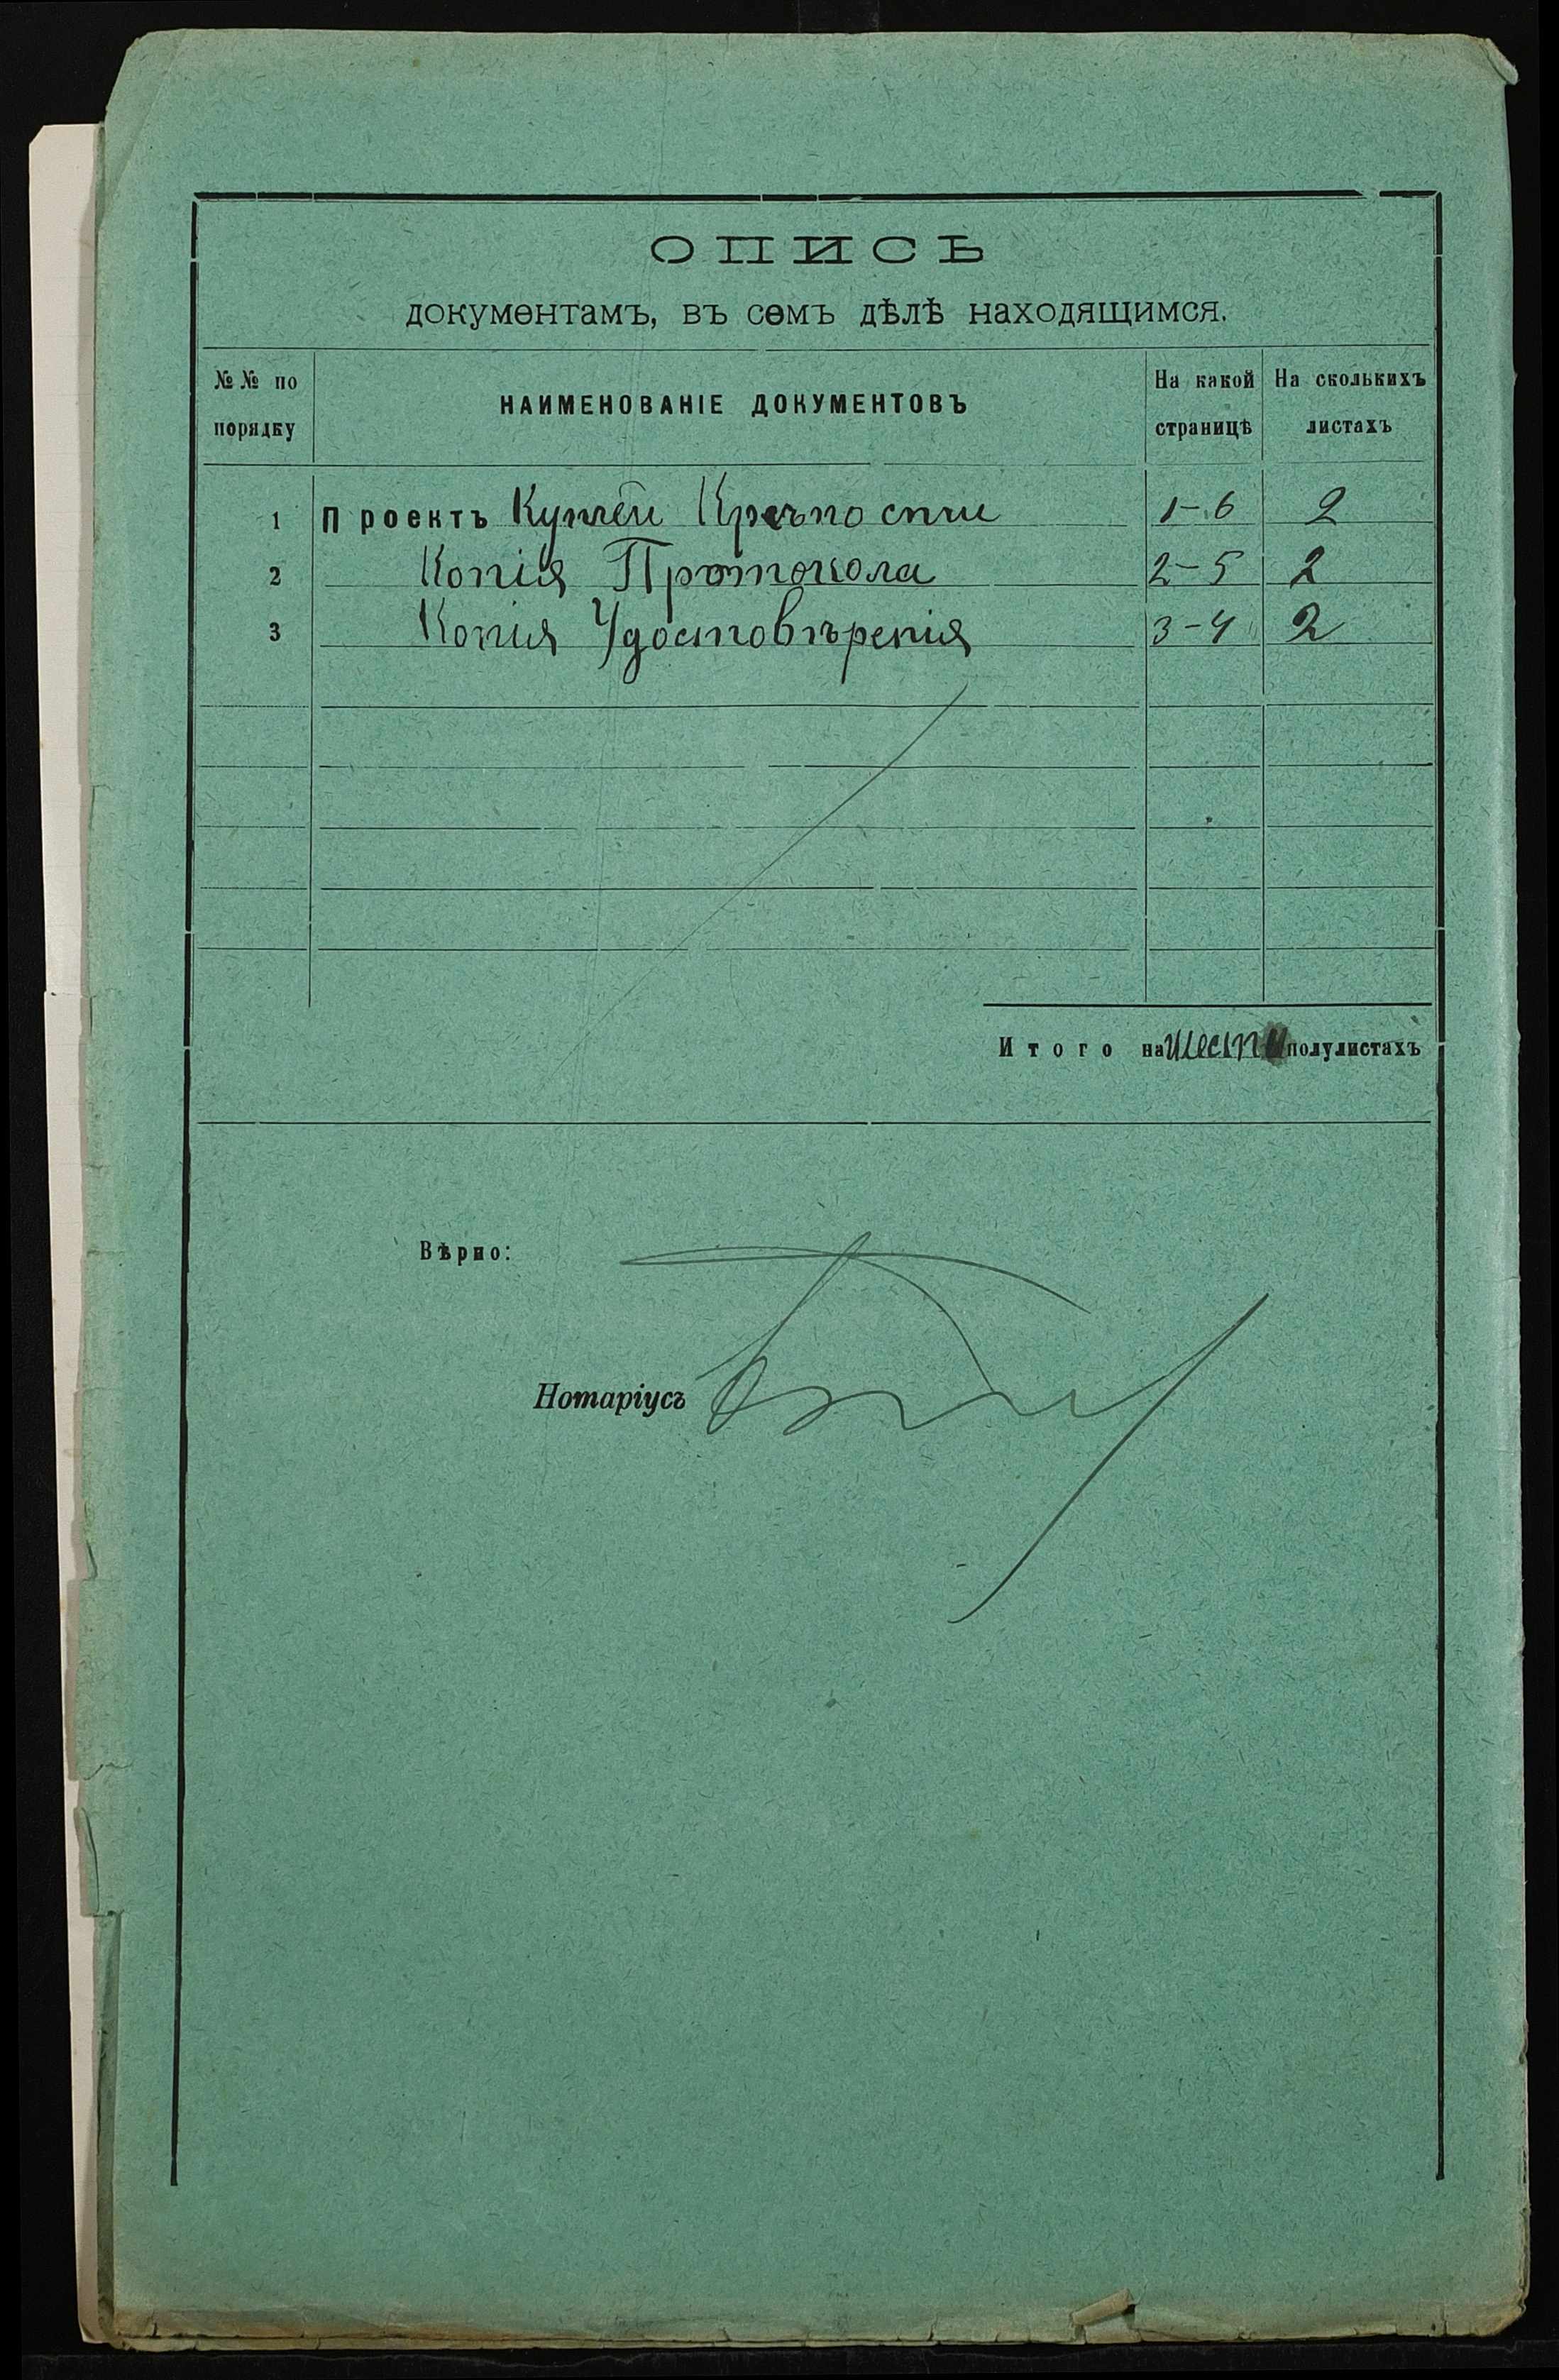 ОПИСЬ
документамъ, въ семъ дѣлѣ находящимся.
№№ по порядку НАИМЕНОВАНІЕ ДОКУМЕНТОВЪ На какой страницѣ На сколькихъ листахъ
1 Проектъ Купчей Крѣпости 1-6 2
2 Копія Протокола 2-5 2
3 Копія Удостовѣренія 3-4 2
Итого на шести полулистахъ
Вѣрно:
Нотаріусъ